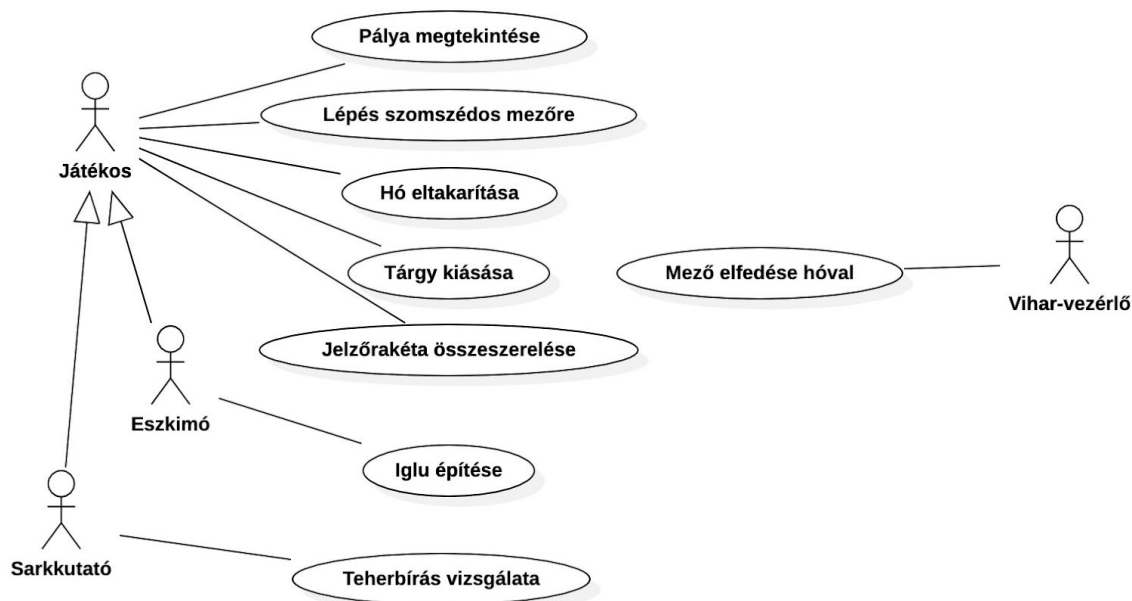 Pálya megtekintése
Lépés szomszédos mezőre
Játékos
Hó eltakarítása
Tárgy kiásása
Mező elfedése hóval
Vihar-vezérlő
Jelzőrakéta összeszerelése
Eszkimó
Iglu építése
Sarkkutató
Teherbírás vizsgálata